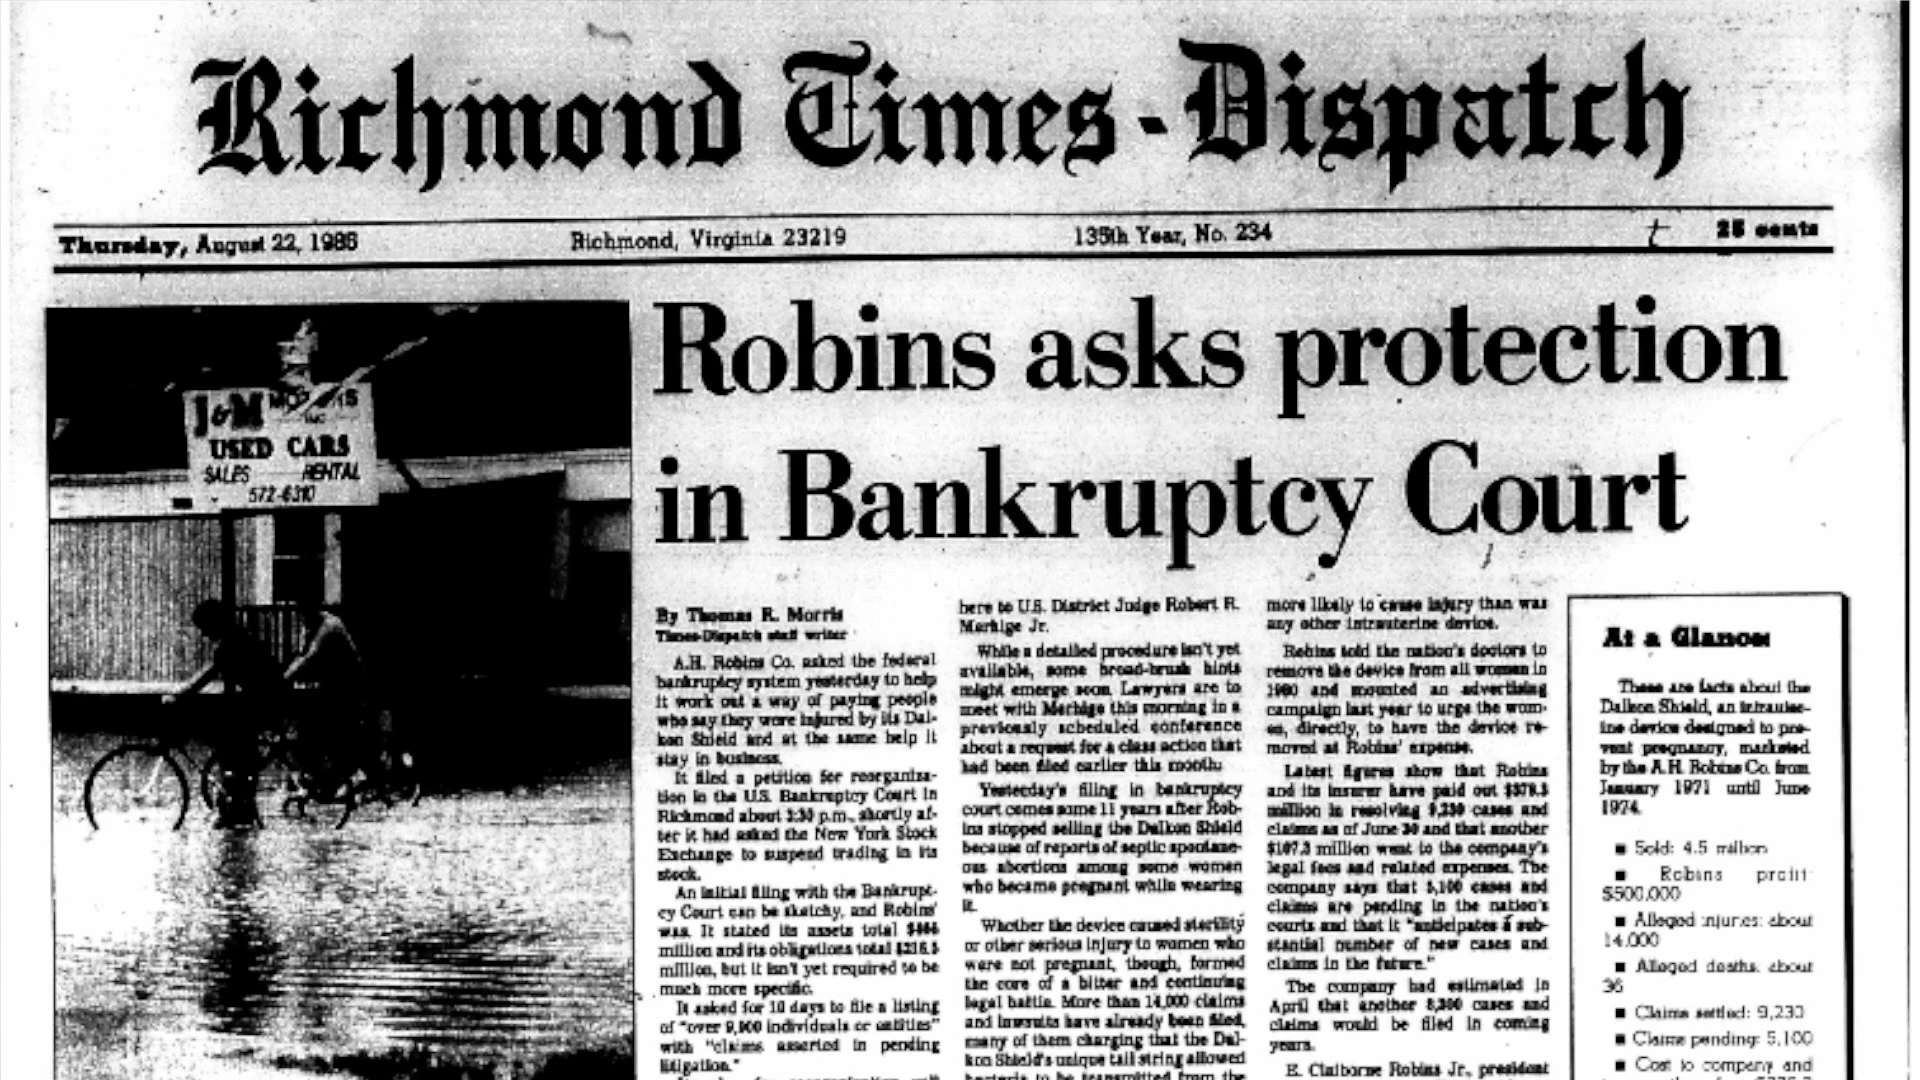 Richmond Times-Dispatch
Thursday, August 22, 1985
Richmond, Virginia 23219
135th Year, No. 234
25 cents
J&M MOTORS
INC
USED CARS
SALES RENTAL
572-6310
Robins asks protection
in Bankruptcy Court
By Thomas R. Morris
Times-Dispatch staff writer
A.H. Robins Co. asked the federal
bankruptcy system yesterday to help
it work out a way of paying people
who say they were injured by its Dal-
kon Shield and at the same help it
stay in business.
It filed a petition for reorganiza-
tion in the U.S. Bankruptcy Court in
Richmond about 3:30 p.m., shortly af-
ter it had asked the New York Stock
Exchange to suspend trading in its
stock.
An initial filing with the Bankrupt-
cy Court can be sketchy, and Robins'
was. It stated its assets total
million and its obligations total $216.5
million, but it isn't yet required to be
much more specific.
It asked for 10 days to file a listing
of "over 9,000 individuals or entities"
with "claims asserted in pending
litigation."
here to U.S. District Judge Robert R.
Merhige Jr.
While a detailed procedure isn't yet
available, some broad-brush hints
might emerge soon. Lawyers are to
meet with Merhige this morning in a
previously scheduled conference
about a request for a class action that
had been filed earlier this month.
Yesterday's filing in bankruptcy
court comes some 11 years after Rob-
ins stopped selling the Dalkon Shield
because of reports of septic spontane-
ous abortions among some women
who became pregnant while wearing
it.
Whether the device caused sterility
or other serious injury to women who
were not pregnant, though, formed
the core of a bitter and continuing
legal battle. More than 14,000 claims
and lawsuits have already been filed,
many of them charging that the Dal-
kon Shield's unique tail string allowed
bacteria to be transmitted from the
more likely to cause injury than was
any other intrauterine device.
Robins told the nation's doctors to
remove the device from all women in
1980 and mounted an advertising
campaign last year to urge the wom-
en, directly, to have the device re-
moved at Robins' expense.
Latest figures show that Robins
and its insurer have paid out $378.3
million in resolving 9,230 cases and
claims as of June 30 and that another
$107.3 million went to the company's
legal fees and related expenses. The
company says that 5,100 cases and
claims are pending in the nation's
courts and that it "anticipates a sub-
stantial number of new cases and
claims in the future."
The company had estimated in
April that another 8,300 cases and
claims would be filed in coming
years.
E. Claiborne Robins Jr., president
At a Glance
These are facts about the
Dalkon Shield, an intrauter-
ine device designed to pre-
vent pregnancy, marketed
by the A.H. Robins Co. from
January 1971 until June
1974.
■ Sold: 4.5 million
■ Robins profit:
$500,000
■ Alleged injuries: about
14,000
■ Alleged deaths: about
36
■ Claims settled: 9,230
■ Claims pending: 5,100
■ Cost to company and